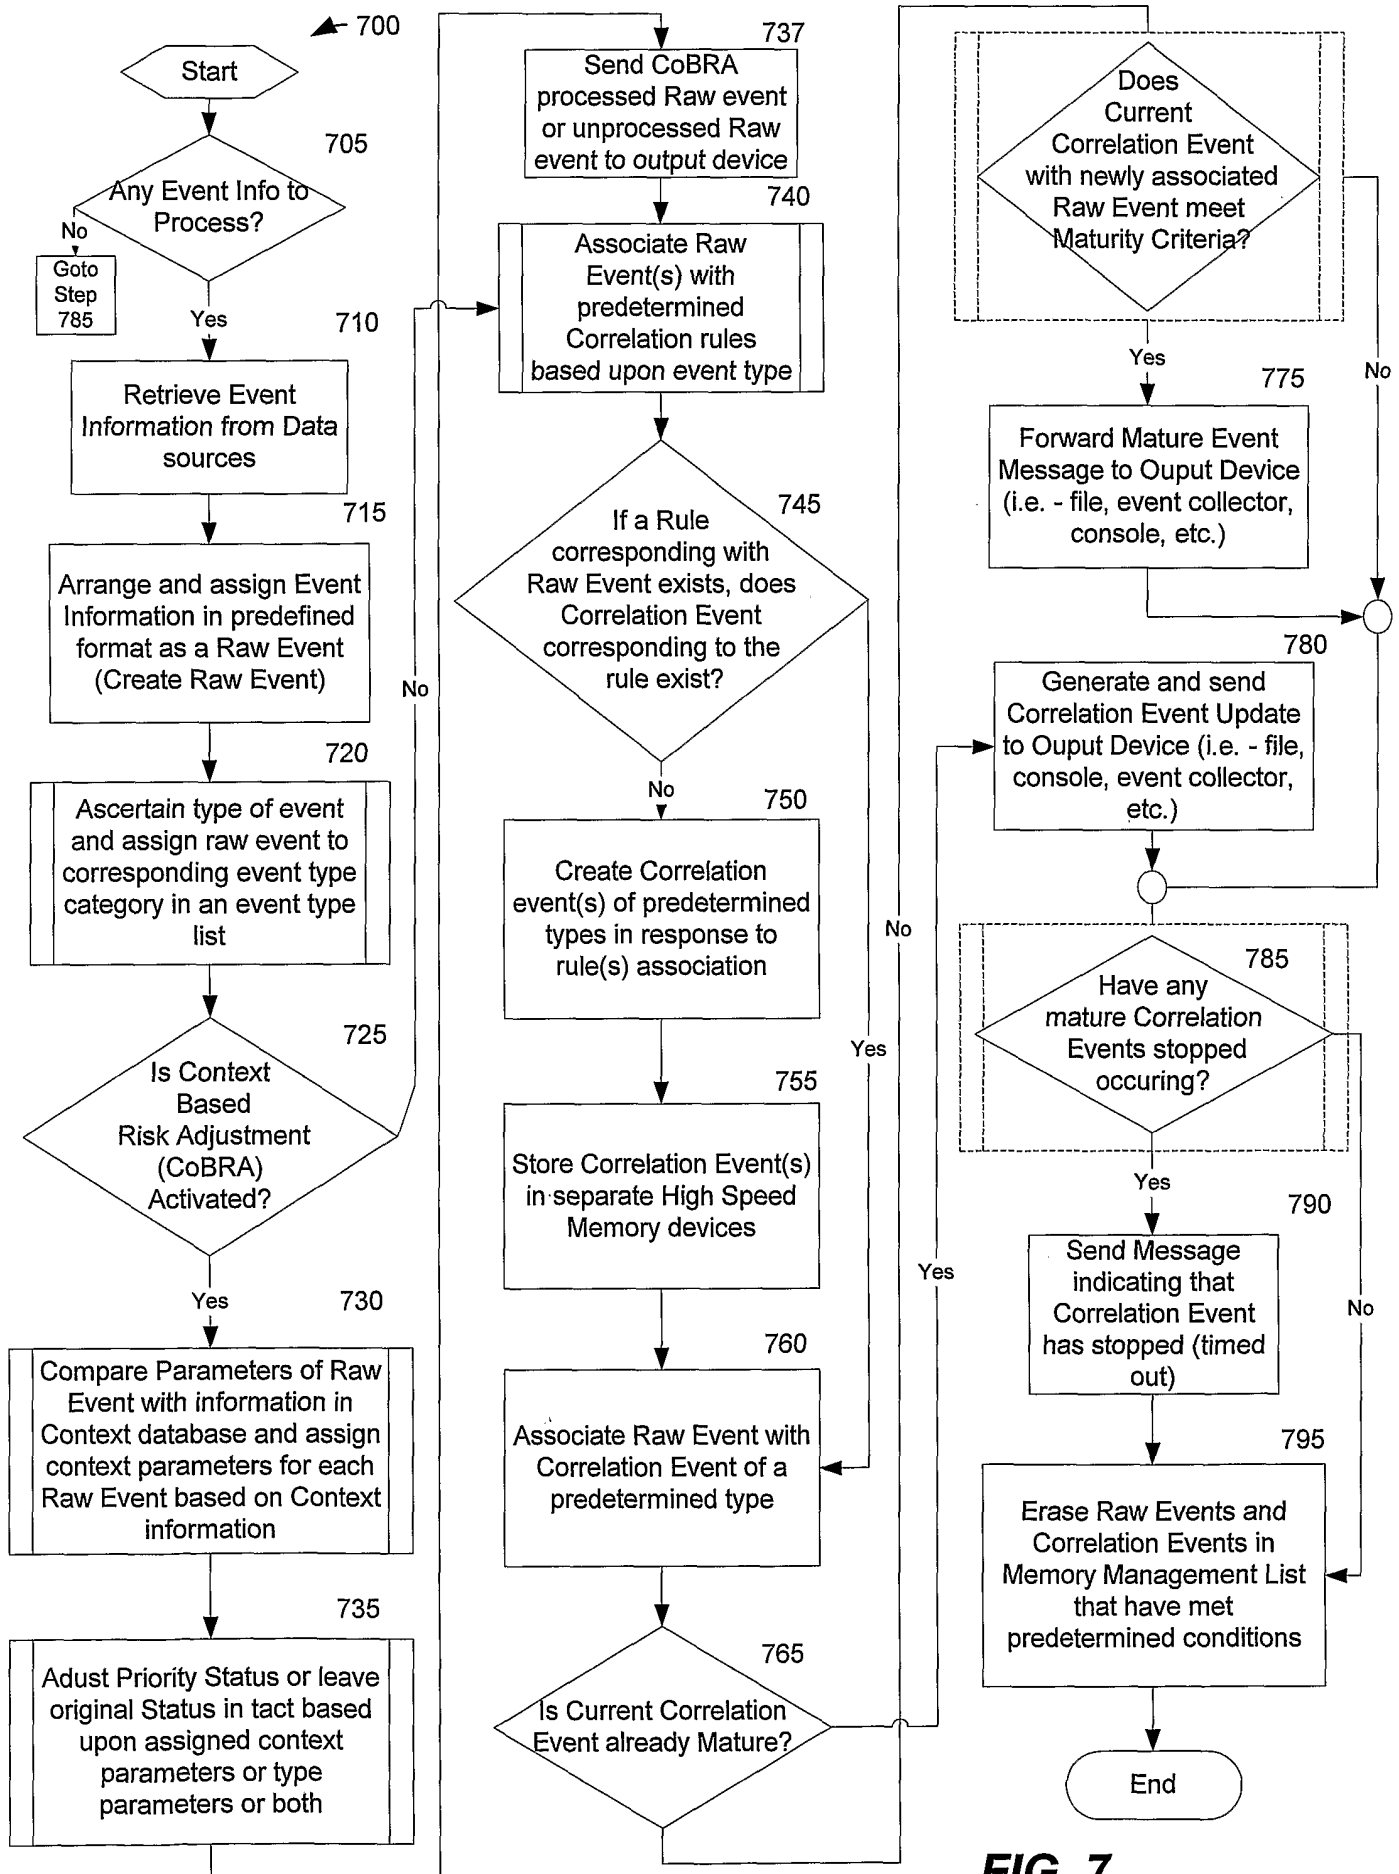 700
Start
705
Any Event Info to
Process?
No
Goto
Step
785
Yes
710
Retrieve Event
Information from Data
sources
715
Arrange and assign Event
Information in predefined
format as a Raw Event
(Create Raw Event)
720
Ascertain type of event
and assign raw event to
corresponding event type
category in an event type
list
725
Is Context
Based
Risk Adjustment
(CoBRA)
Activated?
No
Yes
730
Compare Parameters of Raw
Event with information in
Context database and assign
context parameters for each
Raw Event based on Context
information
735
Adust Priority Status or leave
original Status in tact based
upon assigned context
parameters or type
parameters or both
737
Send CoBRA
processed Raw event
or unprocessed Raw
event to output device
740
Associate Raw
Event(s) with
predetermined
Correlation rules
based upon event type
745
If a Rule
corresponding with
Raw Event exists, does
Correlation Event
corresponding to the
rule exist?
No
Yes
750
Create Correlation
event(s) of predetermined
types in response to
rule(s) association
755
Store Correlation Event(s)
in separate High Speed
Memory devices
760
Associate Raw Event with
Correlation Event of a
predetermined type
765
Is Current Correlation
Event already Mature?
No
Yes
Does
Current
Correlation Event
with newly associated
Raw Event meet
Maturity Criteria?
Yes
No
775
Forward Mature Event
Message to Ouput Device
(i.e. - file, event collector,
console, etc.)
780
Generate and send
Correlation Event Update
to Ouput Device (i.e. - file,
console, event collector,
etc.)
785
Have any
mature Correlation
Events stopped
occuring?
Yes
No
790
Send Message
indicating that
Correlation Event
has stopped (timed
out)
795
Erase Raw Events and
Correlation Events in
Memory Management List
that have met
predetermined conditions
End
FIG. 7